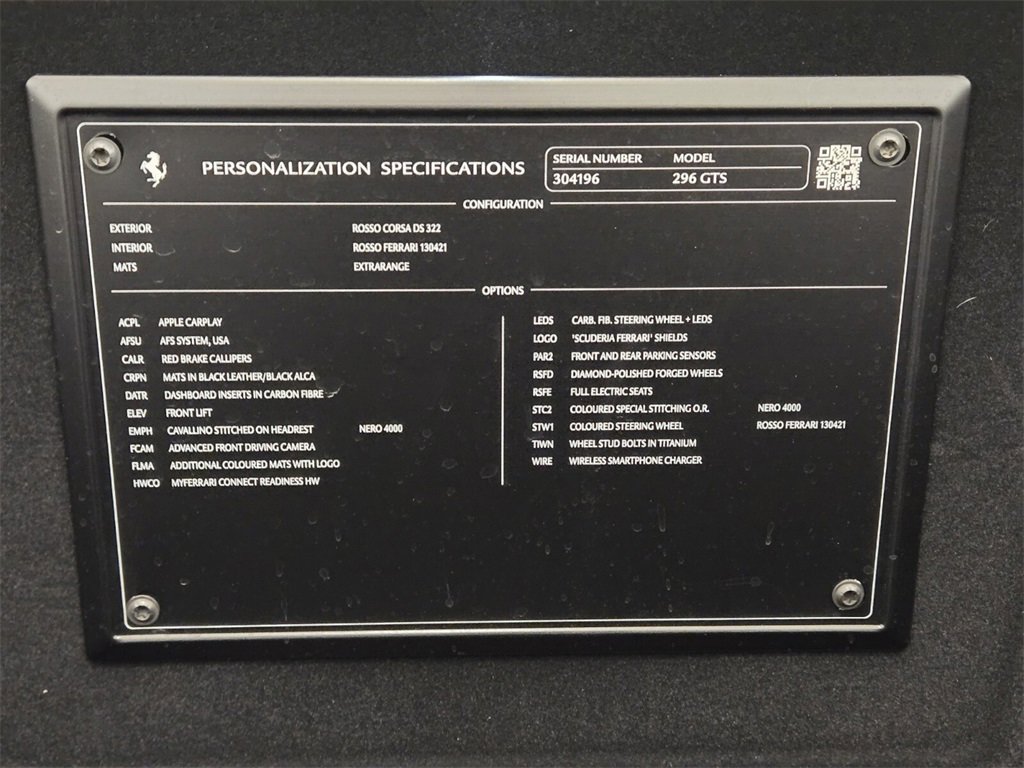 PERSONALIZATION SPECIFICATIONS
SERIAL NUMBER MODEL
304196 296 GTS
CONFIGURATION
EXTERIOR ROSSO CORSA DS 322
INTERIOR ROSSO FERRARI 130421
MATS EXTRARANGE
OPTIONS
ACPL APPLE CARPLAY
AFSU AFS SYSTEM, USA
CALR RED BRAKE CALLIPERS
CRPN MATS IN BLACK LEATHER/BLACK ALCA
DATR DASHBOARD INSERTS IN CARBON FIBRE
ELEV FRONT LIFT
EMPH CAVALLINO STITCHED ON HEADREST NERO 4000
FCAM ADVANCED FRONT DRIVING CAMERA
FLMA ADDITIONAL COLOURED MATS WITH LOGO
HWCO MYFERRARI CONNECT READINESS HW
LEDS CARB. FIB. STEERING WHEEL + LEDS
LOGO 'SCUDERIA FERRARI' SHIELDS
PAR2 FRONT AND REAR PARKING SENSORS
RSFD DIAMOND-POLISHED FORGED WHEELS
RSFE FULL ELECTRIC SEATS
STC2 COLOURED SPECIAL STITCHING O.R. NERO 4000
STW1 COLOURED STEERING WHEEL ROSSO FERRARI 130421
TIWN WHEEL STUD BOLTS IN TITANIUM
WIRE WIRELESS SMARTPHONE CHARGER